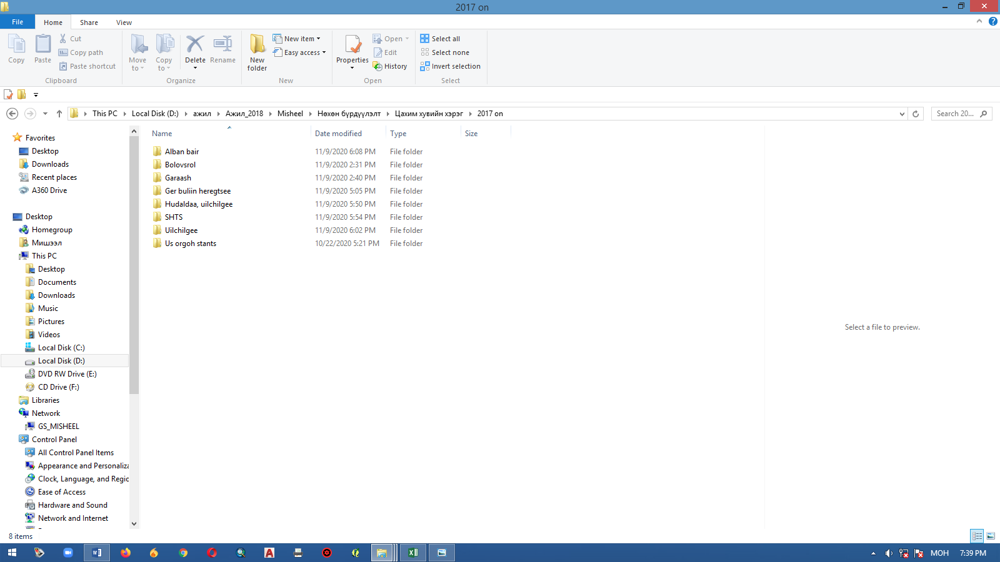 2017 on
File
Home
Share
View
Copy
Paste
Cut
Copy path
Paste shortcut
Clipboard
Move to
Copy to
Delete
Rename
Organize
New folder
New item
Easy access
New
Properties
Open
Edit
History
Open
Select all
Select none
Invert selection
Select
This PC
Local Disk (D:)
ажил
Ажил_2018
Misheel
Нөхөн бүрдүүлэлт
Цахим хувийн хэрэг
2017 on
Search 20...
Favorites
Desktop
Downloads
Recent places
A360 Drive
Desktop
Homegroup
Мишээл
This PC
Desktop
Documents
Downloads
Music
Pictures
Videos
Local Disk (C:)
Local Disk (D:)
DVD RW Drive (E:)
CD Drive (F:)
Libraries
Network
GS_MISHEEL
Control Panel
All Control Panel Items
Appearance and Personaliza
Clock, Language, and Regic
Ease of Access
Hardware and Sound
Network and Internet
Name Date modified Type Size
Alban bair 11/9/2020 6:08 PM File folder
Bolovsrol 11/9/2020 2:31 PM File folder
Garaash 11/9/2020 2:40 PM File folder
Ger buliin heregtsee 11/9/2020 5:05 PM File folder
Hudaldaa, uilchilgee 11/9/2020 5:50 PM File folder
SHTS 11/9/2020 5:54 PM File folder
Uilchilgee 11/9/2020 6:02 PM File folder
Us orgoh stants 10/22/2020 5:21 PM File folder
Select a file to preview.
8 items
МОН
7:39 PM